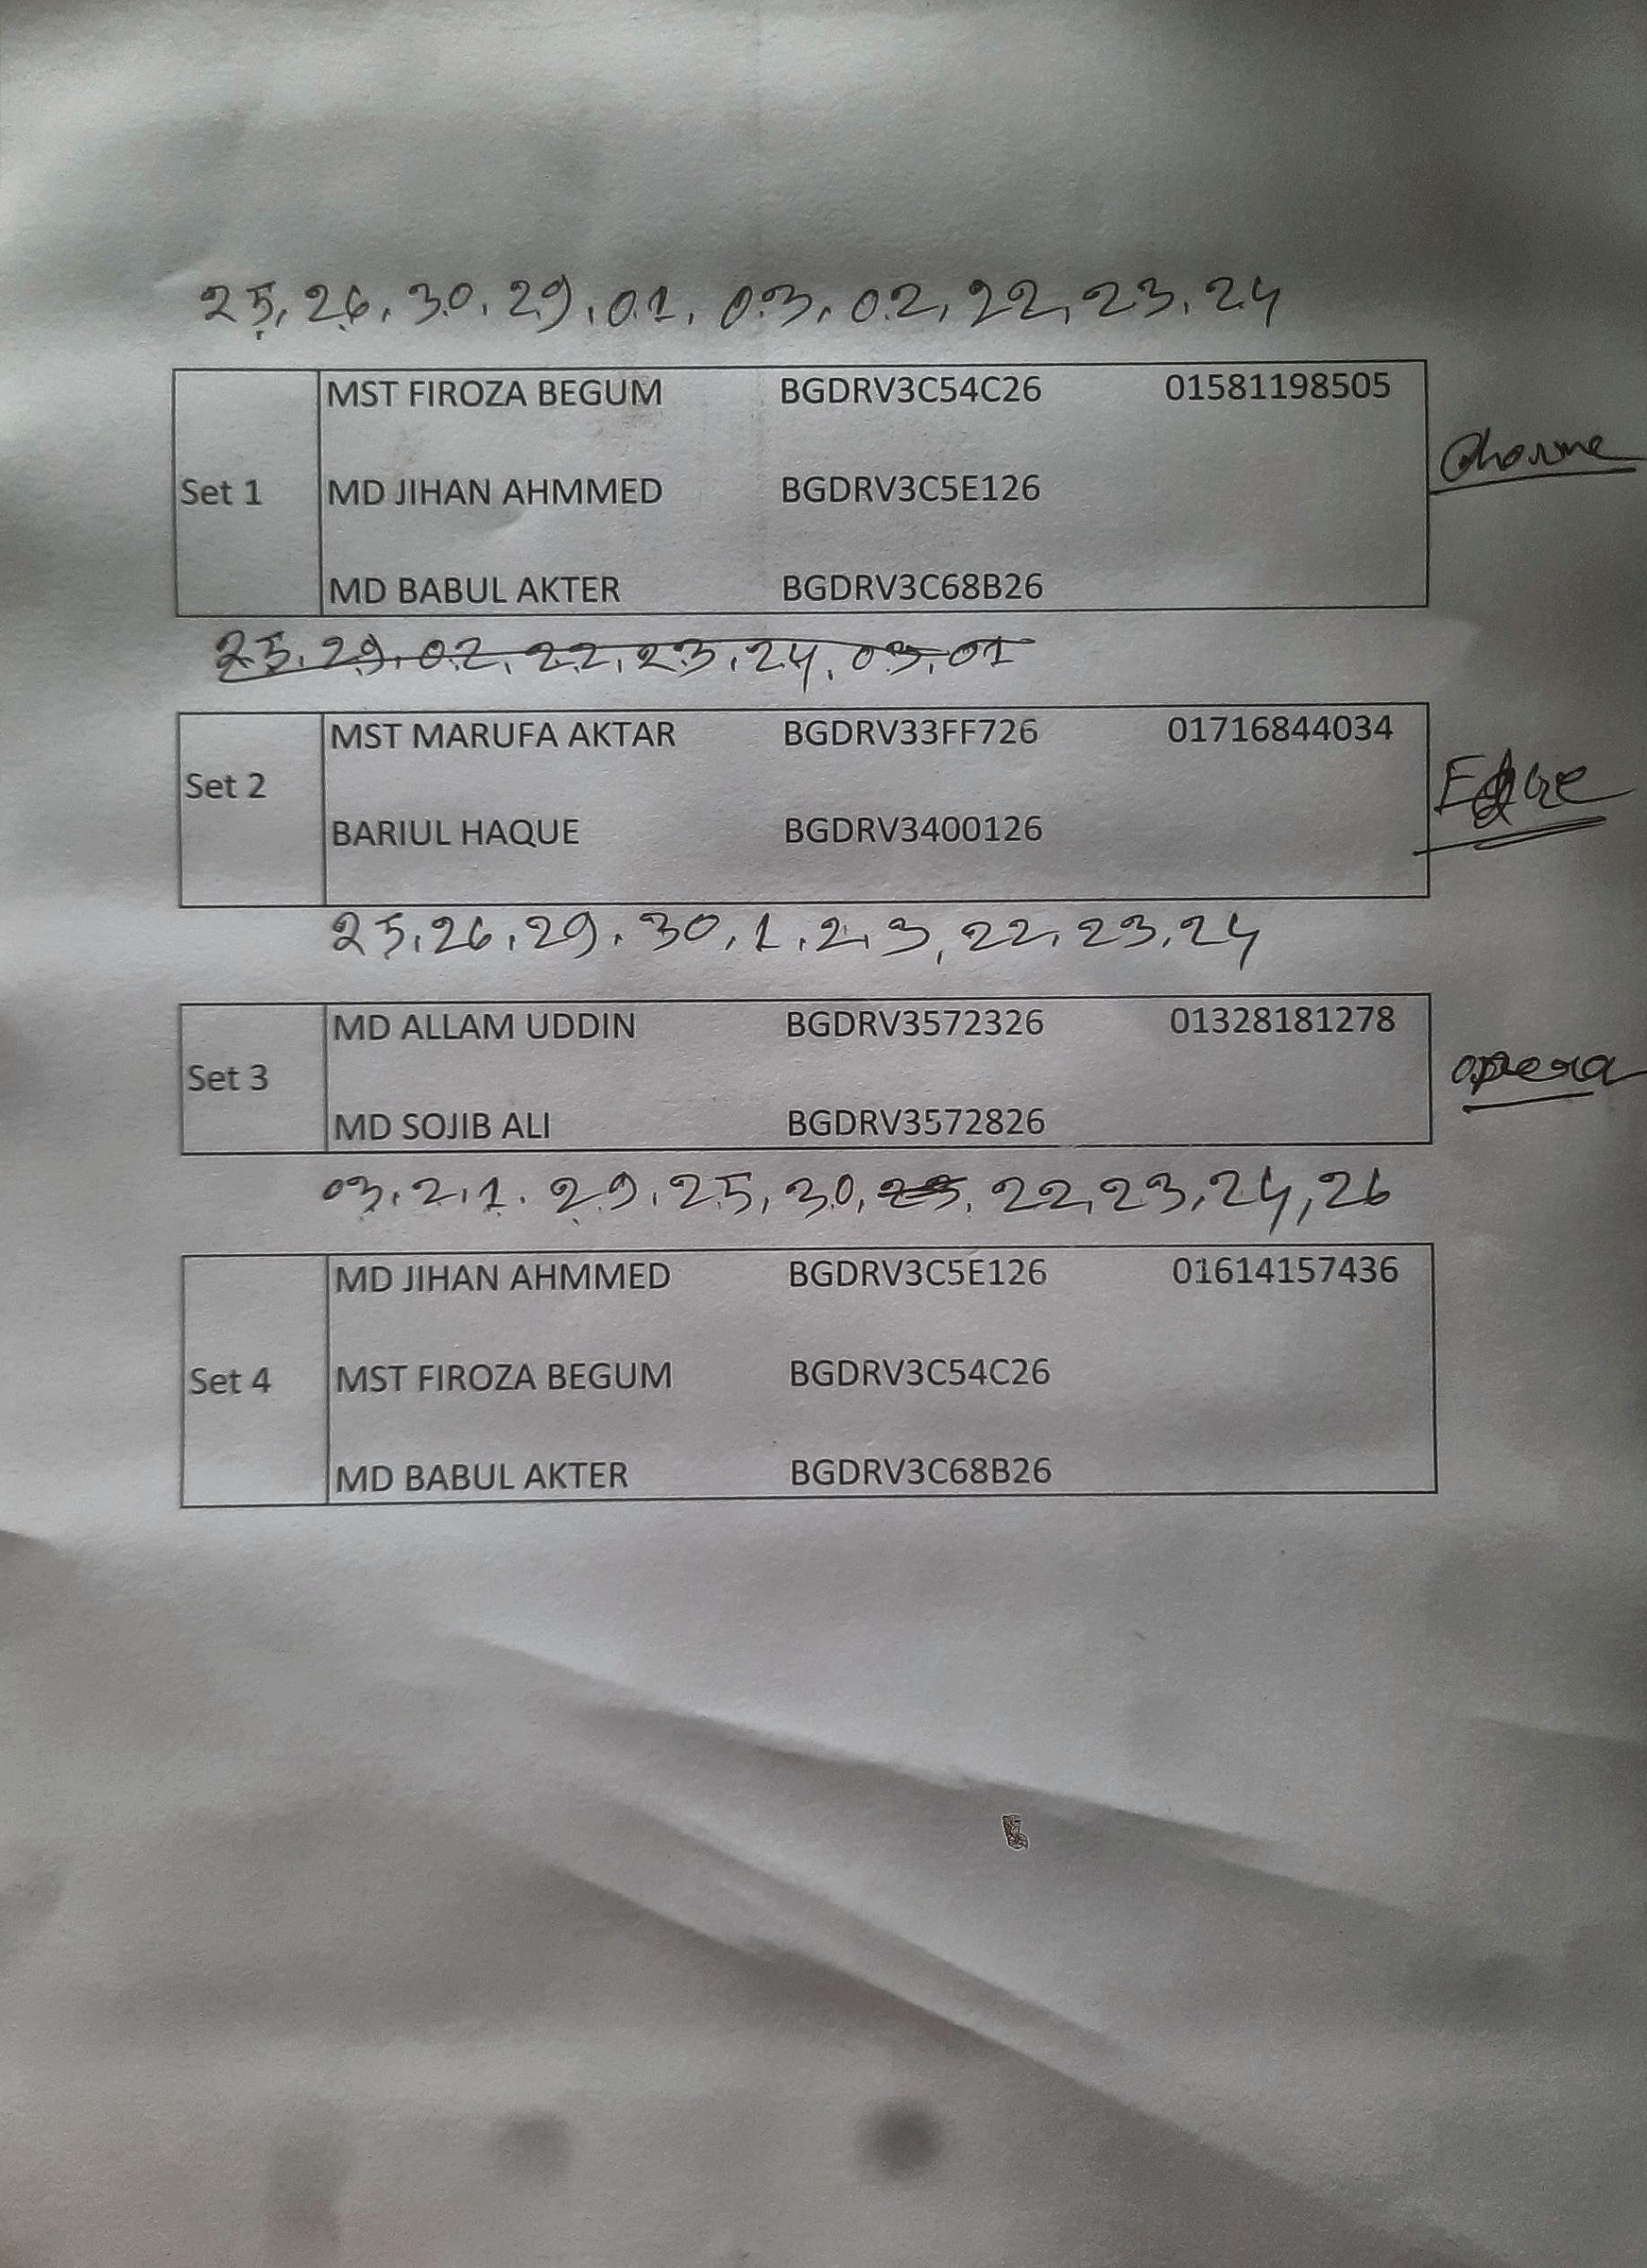 25, 26, 30, 29, 01, 03, 02, 22, 23, 24
MST FIROZA BEGUM BGDRV3C54C26 01581198505
Set 1 MD JIHAN AHMMED BGDRV3C5E126
MD BABUL AKTER BGDRV3C68B26
25, 29, 02, 22, 23, 24, 03, 01
MST MARUFA AKTAR BGDRV33FF726 01716844034
Set 2
BARIUL HAQUE BGDRV3400126
25, 26, 29, 30, 1, 2, 3, 22, 23, 24
MD ALLAM UDDIN BGDRV3572326 01328181278
Set 3 opera
MD SOJIB ALI BGDRV3572826
03, 2, 1, 29, 25, 30, 22, 23, 24, 26
MD JIHAN AHMMED BGDRV3C5E126 01614157436
Set 4 MST FIROZA BEGUM BGDRV3C54C26
MD BABUL AKTER BGDRV3C68B26